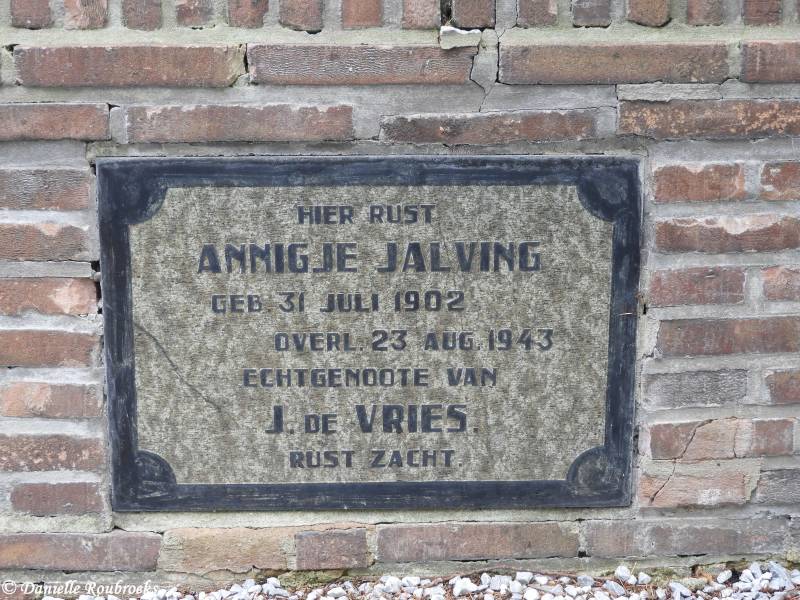 HIER RUST
ANNIGJE JALVING
GEB. 31 JULI 1902
OVERL. 23 AUG. 1943
ECHTGENOOTE VAN
J. DE VRIES.
RUST ZACHT.
© Danielle Roubroeks